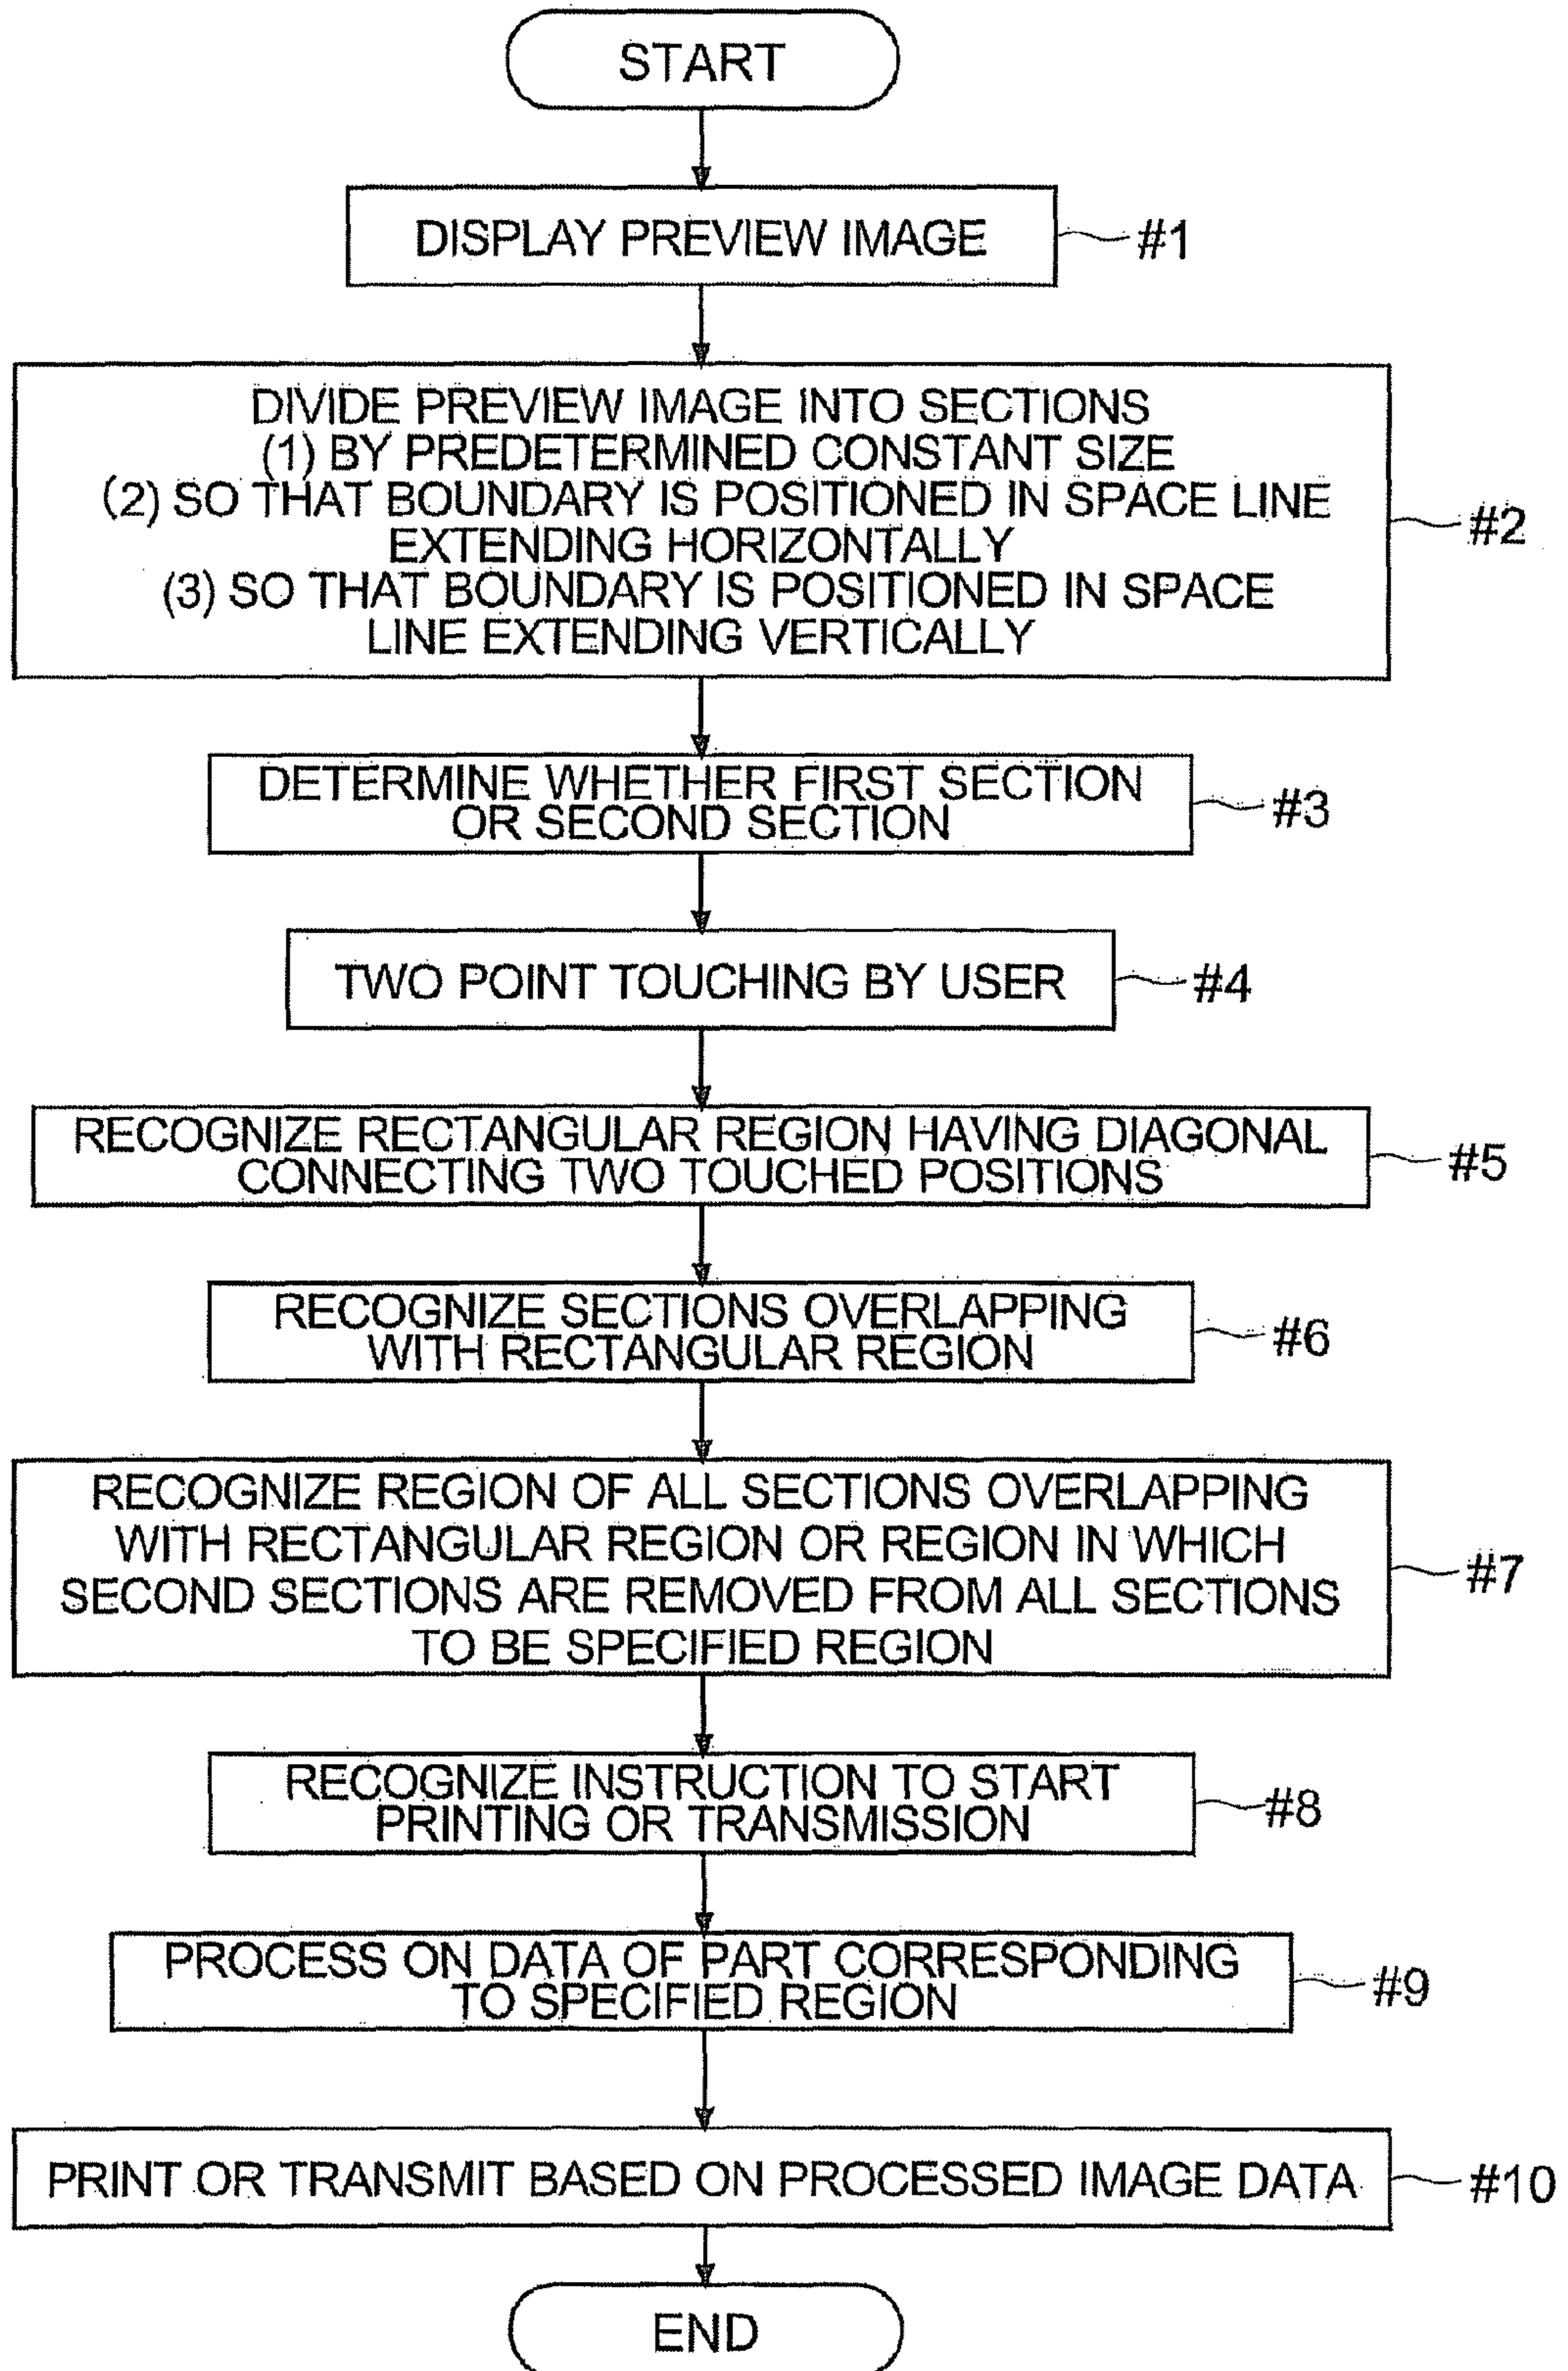 START
DISPLAY PREVIEW IMAGE
#1
DIVIDE PREVIEW IMAGE INTO SECTIONS
(1) BY PREDETERMINED CONSTANT SIZE
(2) SO THAT BOUNDARY IS POSITIONED IN SPACE LINE
EXTENDING HORIZONTALLY
(3) SO THAT BOUNDARY IS POSITIONED IN SPACE
LINE EXTENDING VERTICALLY
#2
DETERMINE WHETHER FIRST SECTION
OR SECOND SECTION
#3
TWO POINT TOUCHING BY USER
#4
RECOGNIZE RECTANGULAR REGION HAVING DIAGONAL
CONNECTING TWO TOUCHED POSITIONS
#5
RECOGNIZE SECTIONS OVERLAPPING
WITH RECTANGULAR REGION
#6
RECOGNIZE REGION OF ALL SECTIONS OVERLAPPING
WITH RECTANGULAR REGION OR REGION IN WHICH
SECOND SECTIONS ARE REMOVED FROM ALL SECTIONS
TO BE SPECIFIED REGION
#7
RECOGNIZE INSTRUCTION TO START
PRINTING OR TRANSMISSION
#8
PROCESS ON DATA OF PART CORRESPONDING
TO SPECIFIED REGION
#9
PRINT OR TRANSMIT BASED ON PROCESSED IMAGE DATA
#10
END